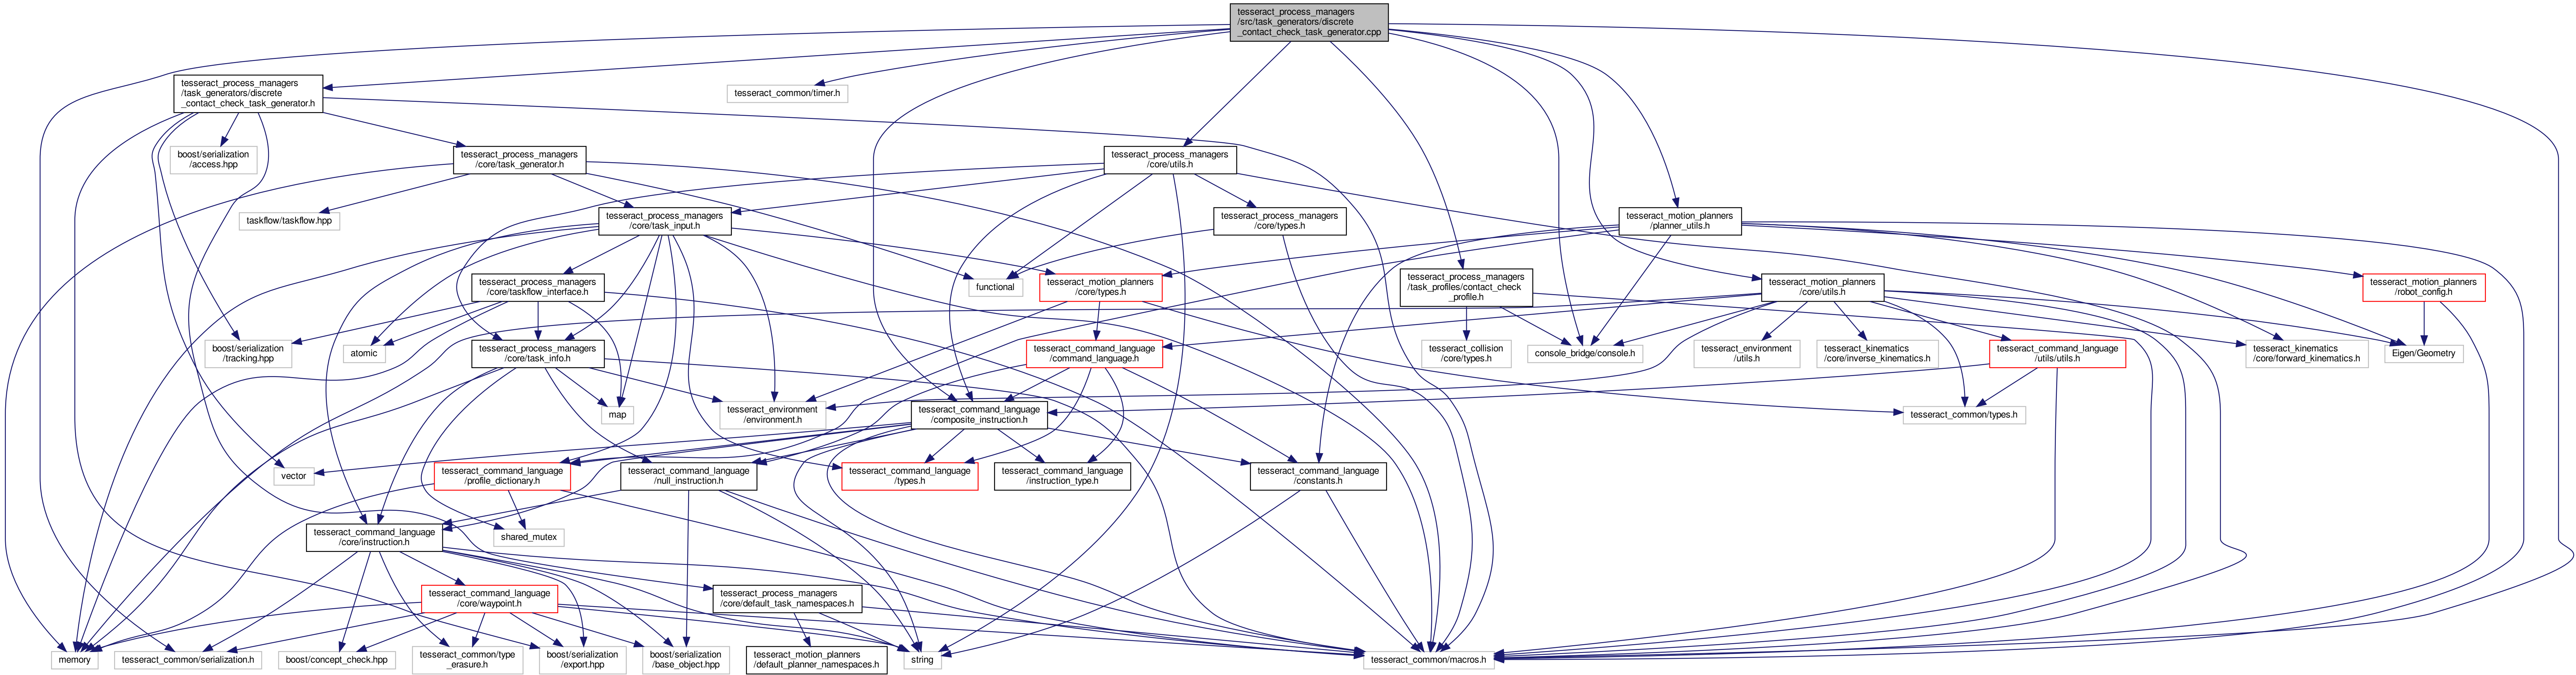 tesseract_process_managers
/src/task_generators/discrete
_contact_check_task_generator.cpp
tesseract_process_managers
/task_generators/discrete
_contact_check_task_generator.h
tesseract_common/timer.h
boost/serialization
/access.hpp
tesseract_process_managers
/core/task_generator.h
tesseract_process_managers
/core/utils.h
taskflow/taskflow.hpp
tesseract_process_managers
/core/task_input.h
tesseract_process_managers
/core/types.h
tesseract_motion_planners
/planner_utils.h
tesseract_process_managers
/core/taskflow_interface.h
functional
tesseract_motion_planners
/core/types.h
tesseract_process_managers
/task_profiles/contact_check
_profile.h
tesseract_motion_planners
/core/utils.h
tesseract_motion_planners
/robot_config.h
boost/serialization
/tracking.hpp
atomic
tesseract_process_managers
/core/task_info.h
tesseract_command_language
/command_language.h
tesseract_collision
/core/types.h
console_bridge/console.h
tesseract_environment
/utils.h
tesseract_kinematics
/core/inverse_kinematics.h
tesseract_command_language
/utils/utils.h
tesseract_kinematics
/core/forward_kinematics.h
Eigen/Geometry
map
tesseract_environment
/environment.h
tesseract_command_language
/composite_instruction.h
tesseract_common/types.h
vector
tesseract_command_language
/profile_dictionary.h
tesseract_command_language
/null_instruction.h
tesseract_command_language
/types.h
tesseract_command_language
/instruction_type.h
tesseract_command_language
/constants.h
tesseract_command_language
/core/instruction.h
shared_mutex
tesseract_command_language
/core/waypoint.h
tesseract_process_managers
/core/default_task_namespaces.h
memory
tesseract_common/serialization.h
boost/concept_check.hpp
tesseract_common/type
_erasure.h
boost/serialization
/export.hpp
boost/serialization
/base_object.hpp
tesseract_motion_planners
/default_planner_namespaces.h
string
tesseract_common/macros.h